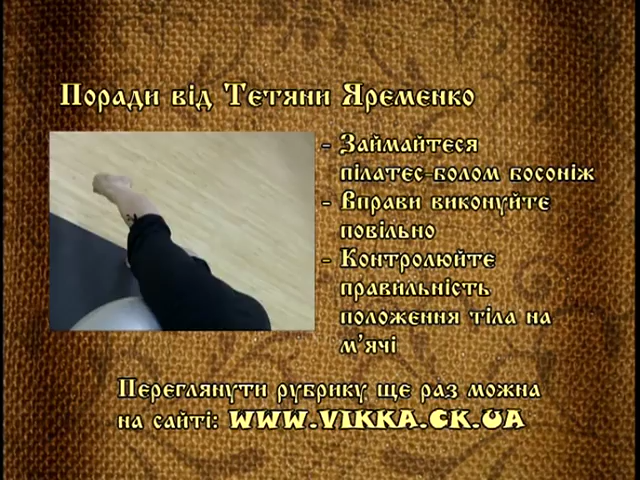 Поради від Тетяни Яременко
- Займайтеся
пілатес-болом босоніж
- Вправи виконуйте
повільно
- Контролюйте
правильність
положення тіла на
м'ячі
Переглянути рубрику ще раз можна
на сайті: WWW.VIKKA.CK.UA